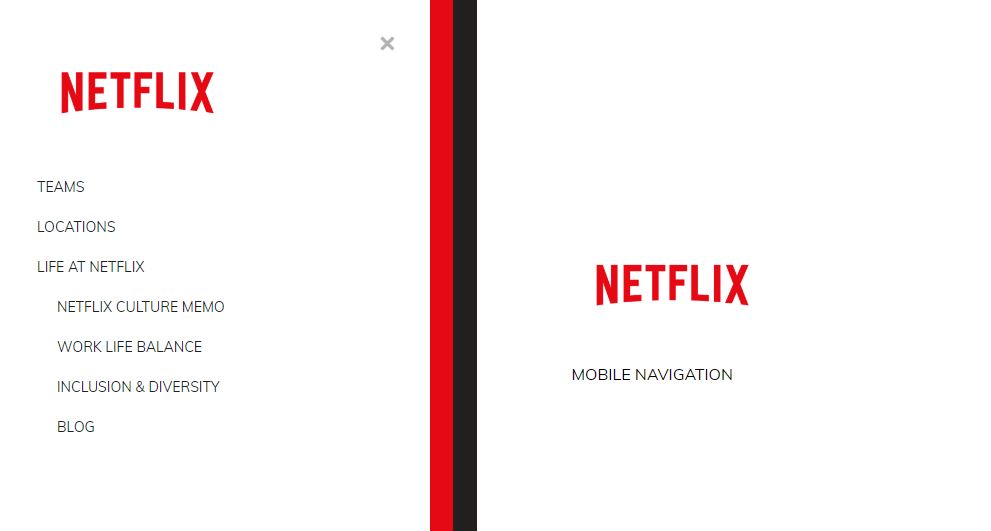 NETFLIX
TEAMS
LOCATIONS
LIFE AT NETFLIX
NETFLIX CULTURE MEMO
WORK LIFE BALANCE
INCLUSION & DIVERSITY
BLOG
NETFLIX
MOBILE NAVIGATION